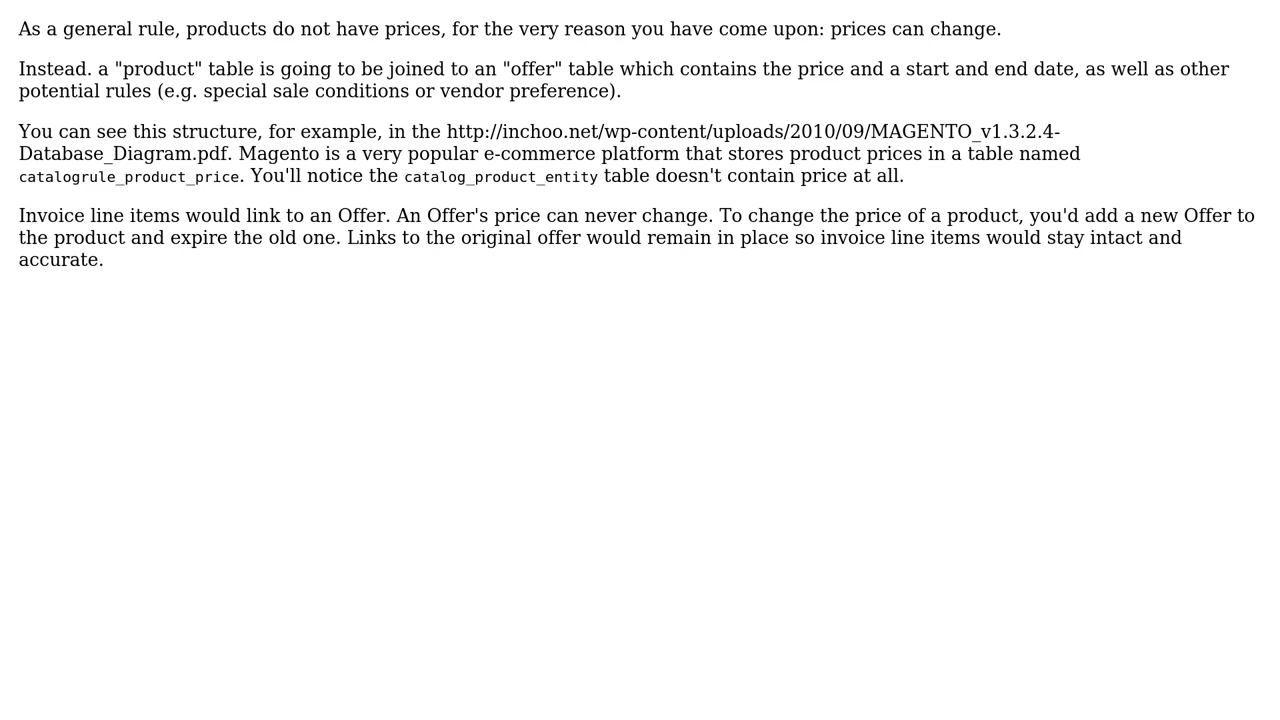 As a general rule, products do not have prices, for the very reason you have come upon: prices can change.
Instead. a "product" table is going to be joined to an "offer" table which contains the price and a start and end date, as well as other
potential rules (e.g. special sale conditions or vendor preference).
You can see this structure, for example, in the http://inchoo.net/wp-content/uploads/2010/09/MAGENTO_v1.3.2.4-
Database_Diagram.pdf. Magento is a very popular e-commerce platform that stores product prices in a table named
catalogrule_product_price. You'll notice the catalog_product_entity table doesn't contain price at all.
Invoice line items would link to an Offer. An Offer's price can never change. To change the price of a product, you'd add a new Offer to
the product and expire the old one. Links to the original offer would remain in place so invoice line items would stay intact and
accurate.